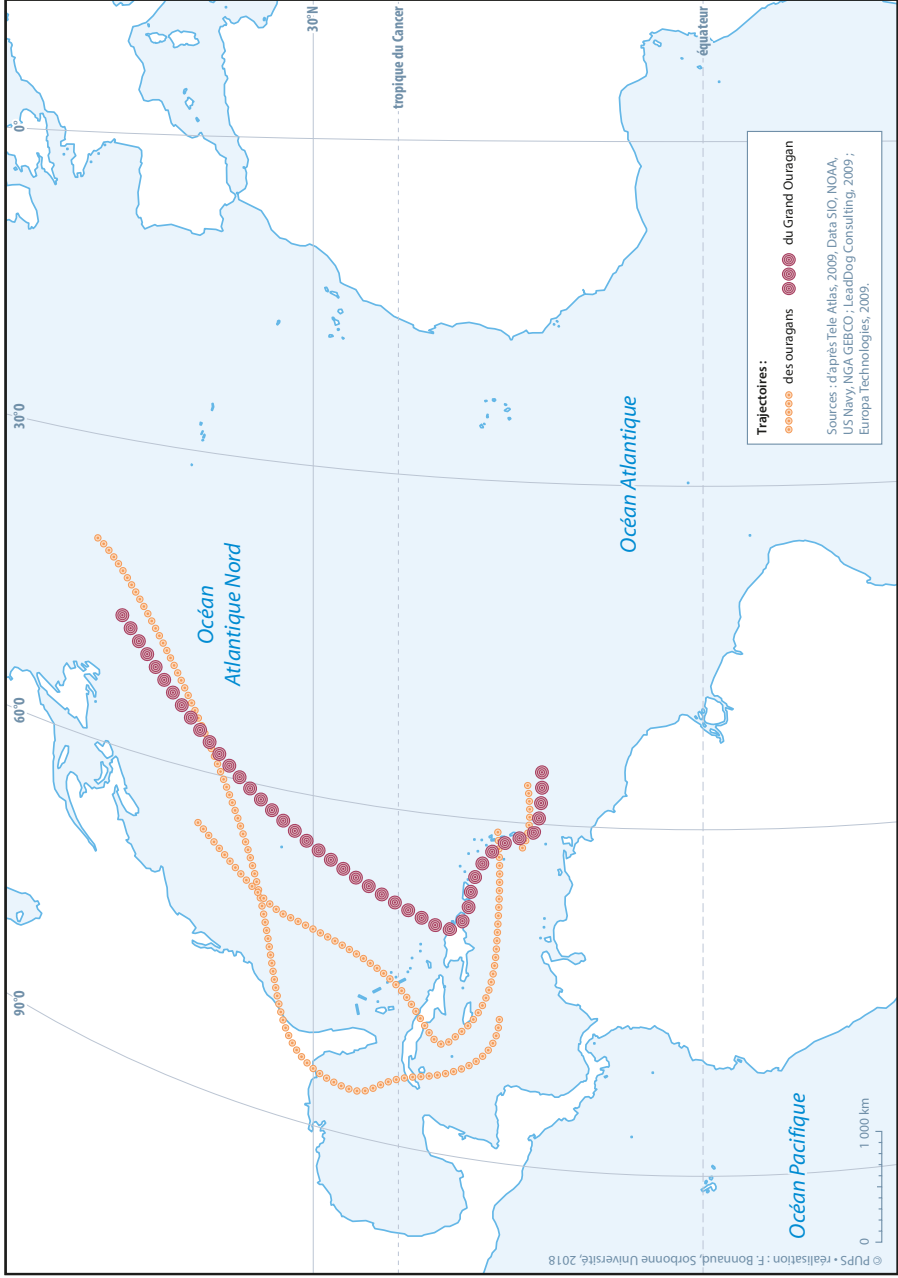 90°O
60°O
30°O
0°
30°N
tropique du Cancer
équateur
Océan
Atlantique Nord
Océan Atlantique
Océan Pacifique
0 1 000 km
Trajectoires :
des ouragans du Grand Ouragan
Sources : d'après Tele Atlas, 2009, Data SIO, NOAA,
US Navy, NGA GEBCO ; LeadDog Consulting, 2009 ;
Europa Technologies, 2009.
© PUPS • réalisation : F. Bonnaud, Sorbonne Université, 2018